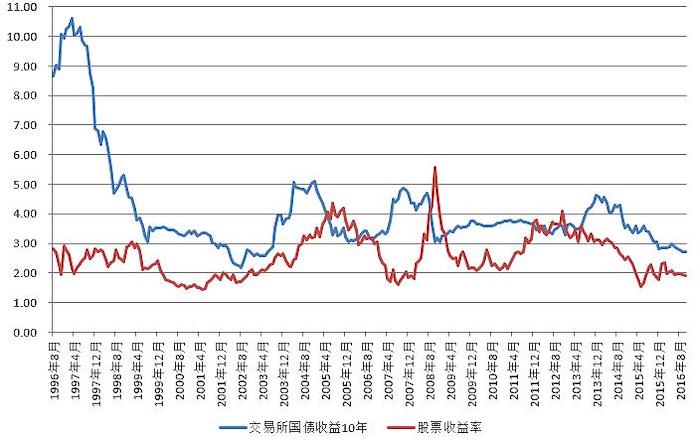 11.00
10.00
9.00
8.00
7.00
6.00
5.00
4.00
3.00
2.00
1.00
0.00
1996年8月
1997年4月
1997年12月
1998年8月
1999年4月
1999年12月
2000年8月
2001年4月
2001年12月
2002年8月
2003年4月
2003年12月
2004年8月
2005年4月
2005年12月
2006年8月
2007年4月
2007年12月
2008年8月
2009年4月
2009年12月
2010年8月
2011年4月
2011年12月
2012年8月
2013年4月
2013年12月
2014年8月
2015年4月
2015年12月
2016年8月
交易所国债收益10年 股票收益率